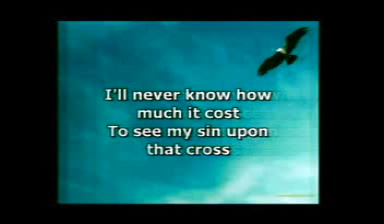 I'll never know how
much it cost
To see my sin upon
that cross